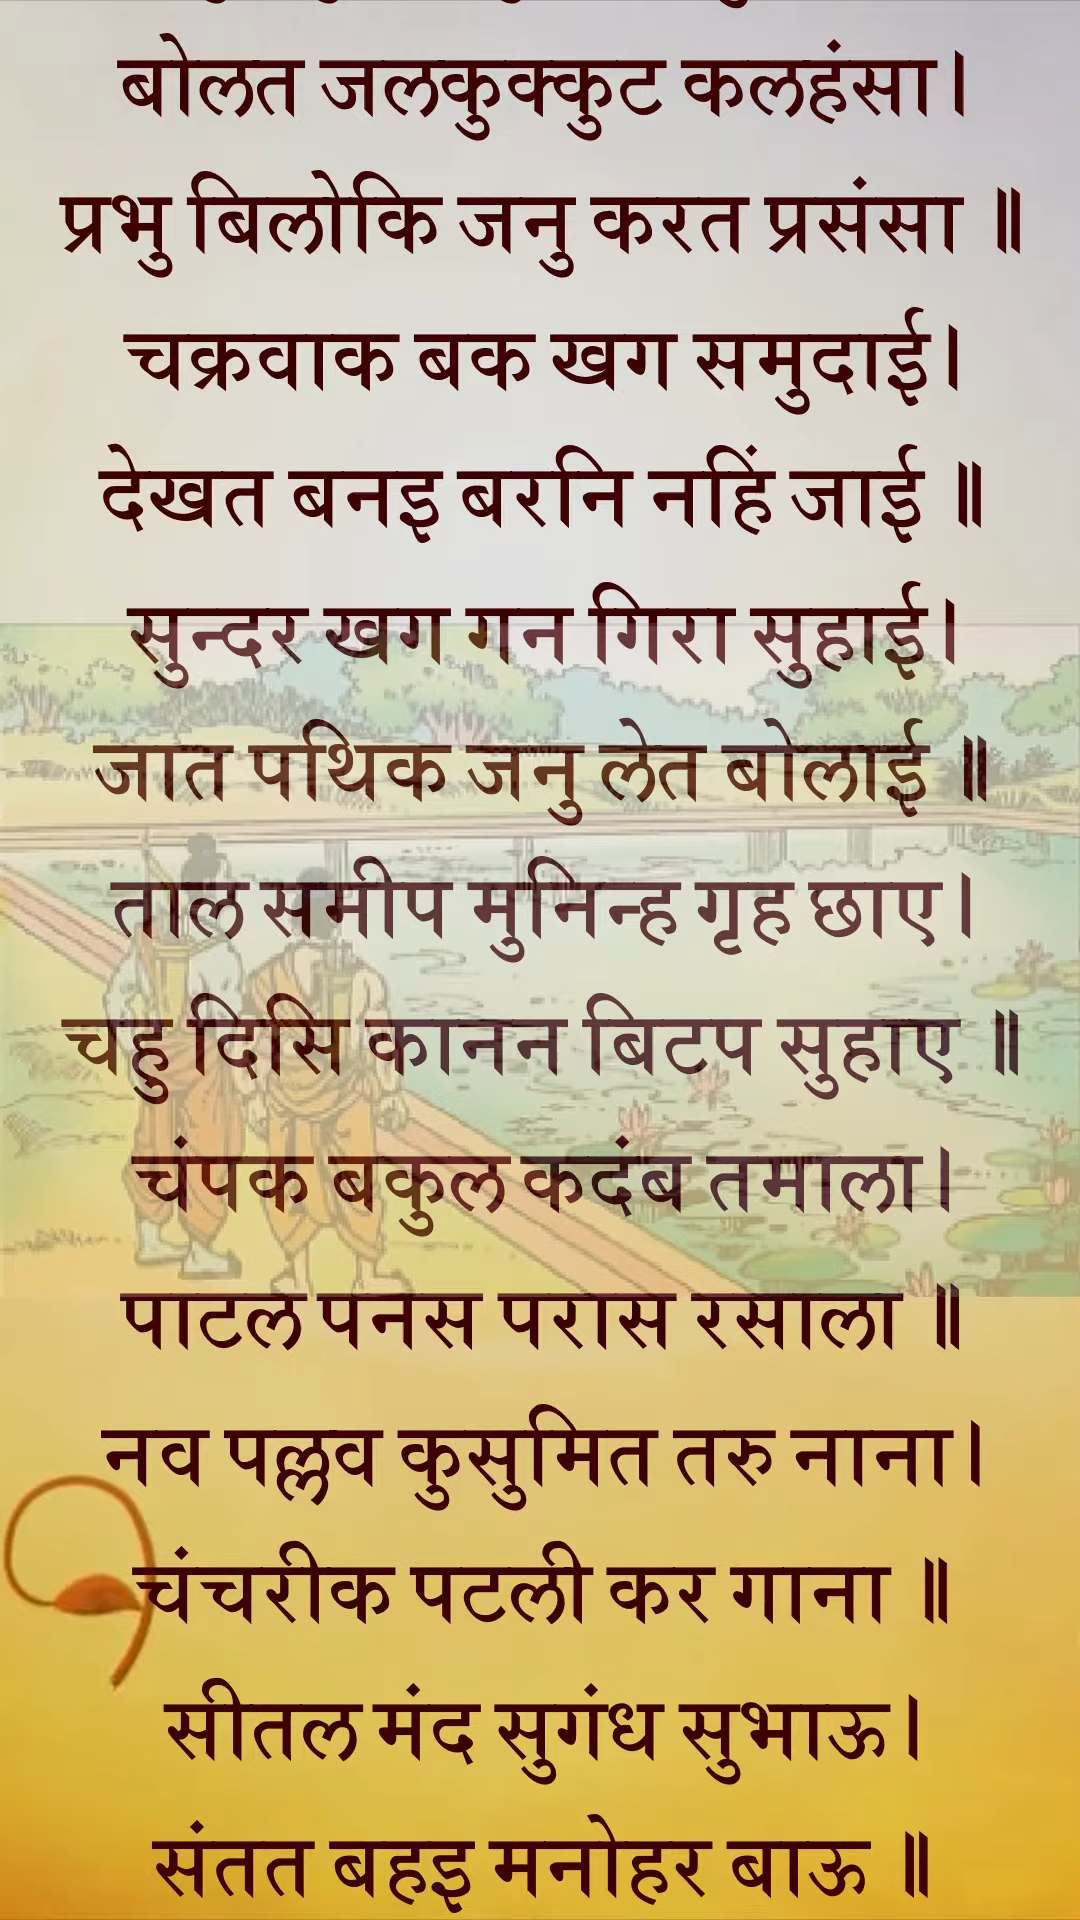 बोलत जलकुक्कुट कलहंसा।
प्रभु बिलोकि जनु करत प्रसंसा ॥
चक्रवाक बक खग समुदाई।
देखत बनइ बरनि नहिं जाई ॥
सुन्दर खग गन गिरा सुहाई।
जात पथिक जनु लेत बोलाई ॥
ताल समीप मुनिन्ह गृह छाए।
चहु दिसि कानन बिटप सुहाए ॥
चंपक बकुल कदंब तमाला।
पाटल पनस परास रसाला ॥
नव पल्लव कुसुमित तरु नाना।
चंचरीक पटली कर गाना ॥
सीतल मंद सुगंध सुभाऊ।
संतत बहइ मनोहर बाऊ ॥